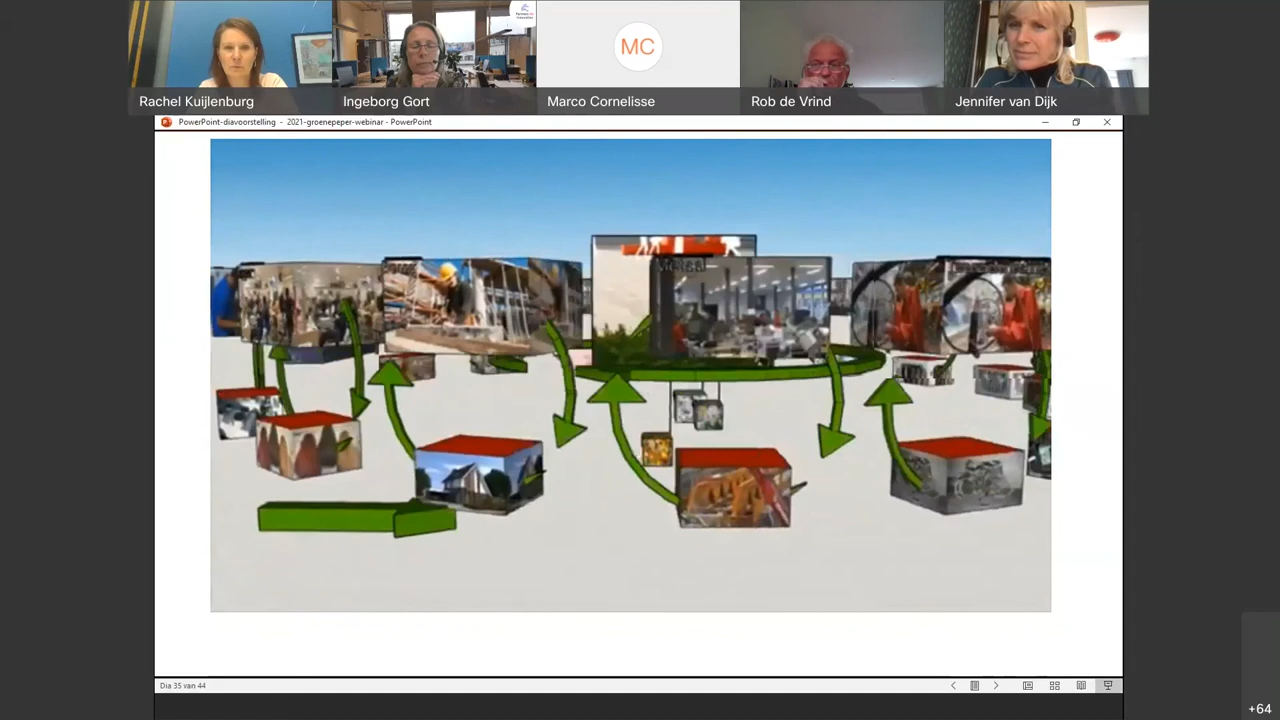 MC
Rachel Kuijlenburg
Ingeborg Gort
Marco Cornelisse
Rob de Vrind
Jennifer van Dijk
PowerPoint-diavoorstelling - 2021-groenepeper-webinar - PowerPoint
Dia 35 van 44
+64